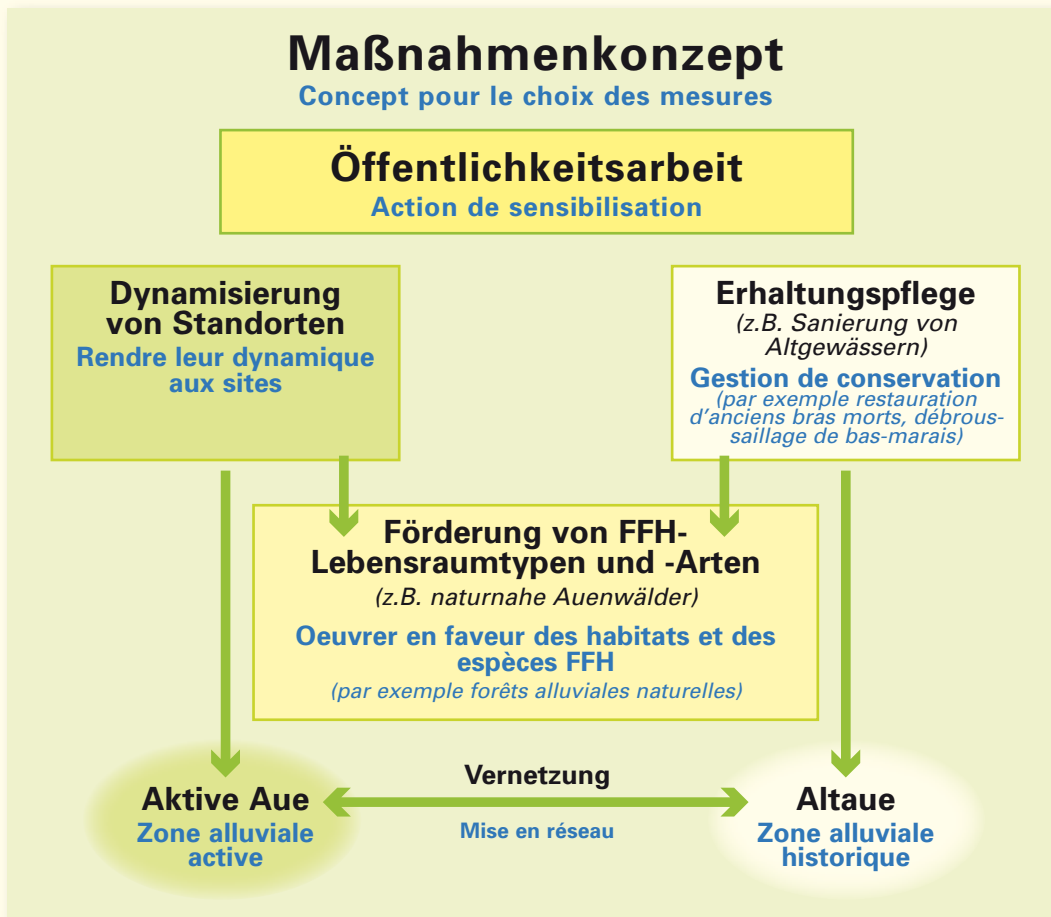 Maßnahmenkonzept
Concept pour le choix des mesures
Öffentlichkeitsarbeit
Action de sensibilisation
Dynamisierung
von Standorten
Rendre leur dynamique
aux sites
Erhaltungspflege
(z.B. Sanierung von
Altgewässern)
Gestion de conservation
(par exemple restauration
d'anciens bras morts, débrous-
saillage de bas-marais)
Förderung von FFH-
Lebensraumtypen und -Arten
(z.B. naturnahe Auenwälder)
Oeuvrer en faveur des habitats et des
espèces FFH
(par exemple forêts alluviales naturelles)
Aktive Aue
Zone alluviale
active
Vernetzung
Mise en réseau
Altaue
Zone alluviale
historique